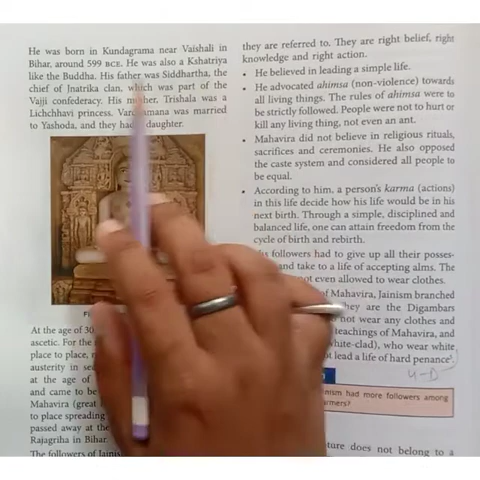 He was born in Kundagrama near Vaishali in
Bihar, around 599 BCE. He was also a Kshatriya
like the Buddha. His father was Siddhartha, the
chief of Jnatrika clan, which was part of the
Vajji confederacy. His mother, Trishala was a
Lichchhavi princess. Vardhamana was married
to Yashoda, and they had a daughter.
At the age of 30
ascetic. For the
place to place,
austerity in
at the age of
and came to be
Mahavira (great
to place spreading
passed away at the
Rajagriha in Bihar.
The followers of Jainism
they are referred to. They are right belief, right
knowledge and right action.
• He believed in leading a simple life.
• He advocated ahimsa (non-violence) towards
all living things. The rules of ahimsa were to
be strictly followed. People were not to hurt or
kill any living thing, not even an ant.
• Mahavira did not believe in religious rituals,
sacrifices and ceremonies. He also opposed
the caste system and considered all people to
be equal.
• According to him, a person's karma (actions)
in this life decide how his life would be in his
next birth. Through a simple, disciplined and
balanced life, one can attain freedom from the
cycle of birth and rebirth.
followers had to give up all their posses-
and take to a life of accepting alms. The
not even allowed to wear clothes.
of Mahavira, Jainism branched
They are the Digambars
not wear any clothes and
teachings of Mahavira, and
(white-clad), who wear white
not lead a life of hard penance
had more followers among
does not belong to a